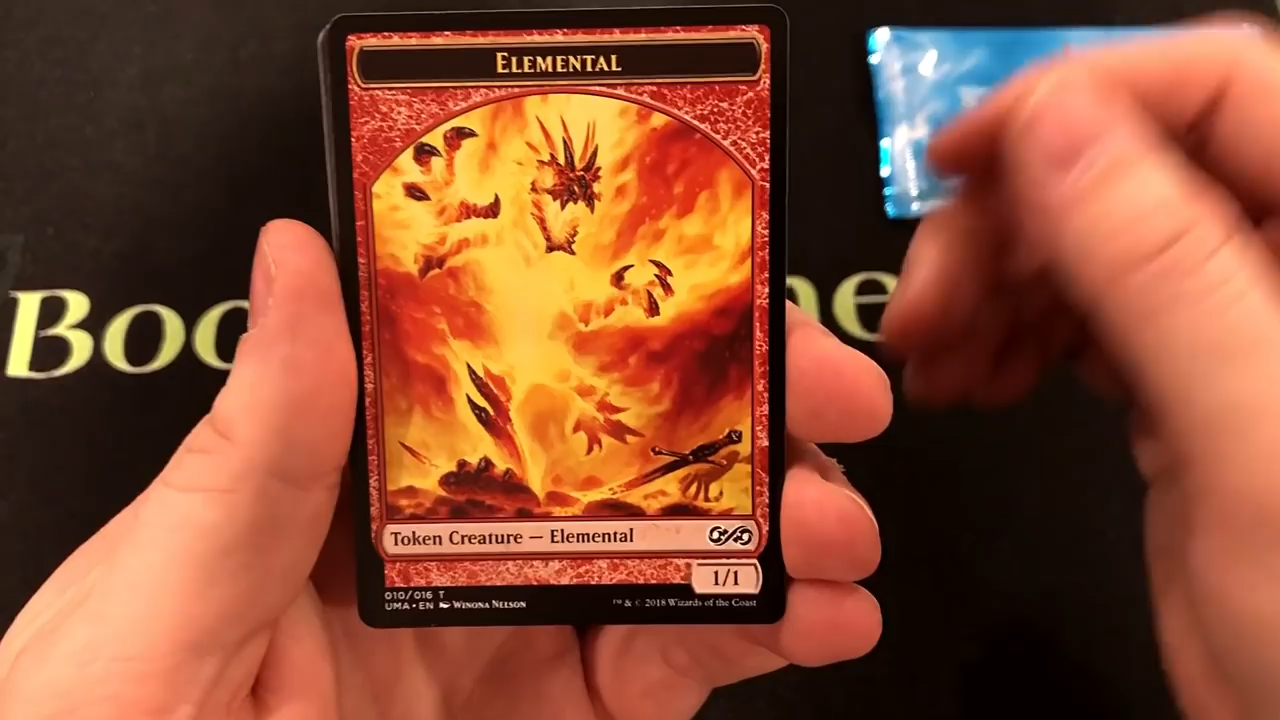 ELEMENTAL
Token Creature — Elemental
1/1
010/016 T
UMA • EN WINONA NELSON
™ & © 2018 Wizards of the Coast